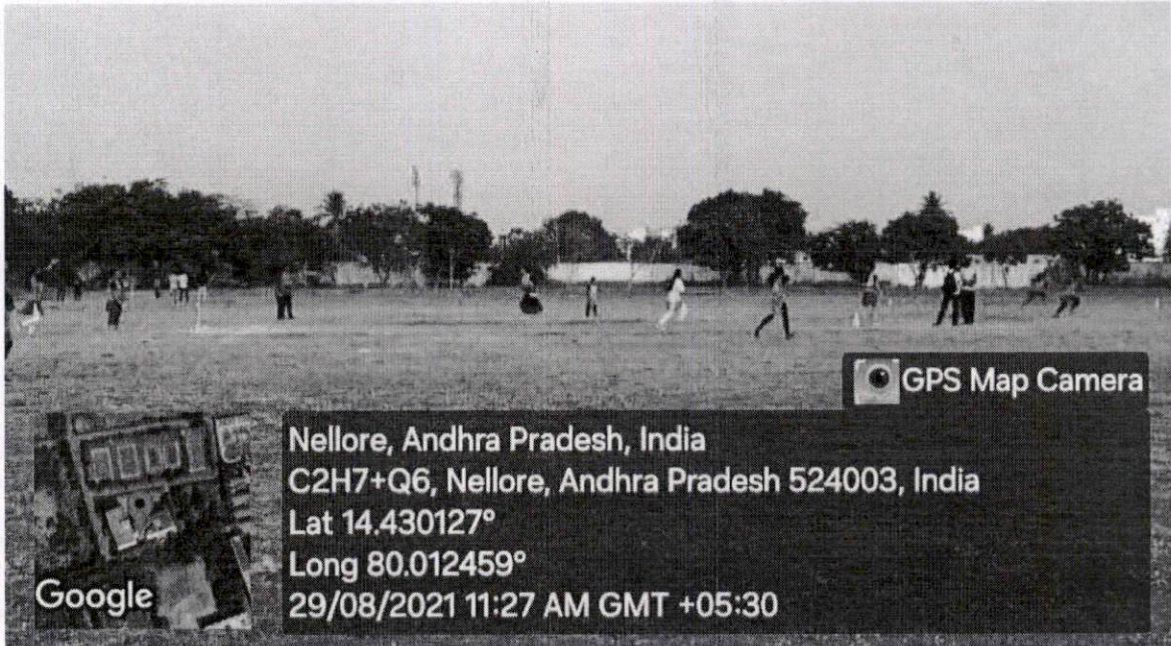 GPS Map Camera
Nellore, Andhra Pradesh, India
C2H7+Q6, Nellore, Andhra Pradesh 524003, India
Lat 14.430127°
Long 80.012459°
29/08/2021 11:27 AM GMT +05:30
Google